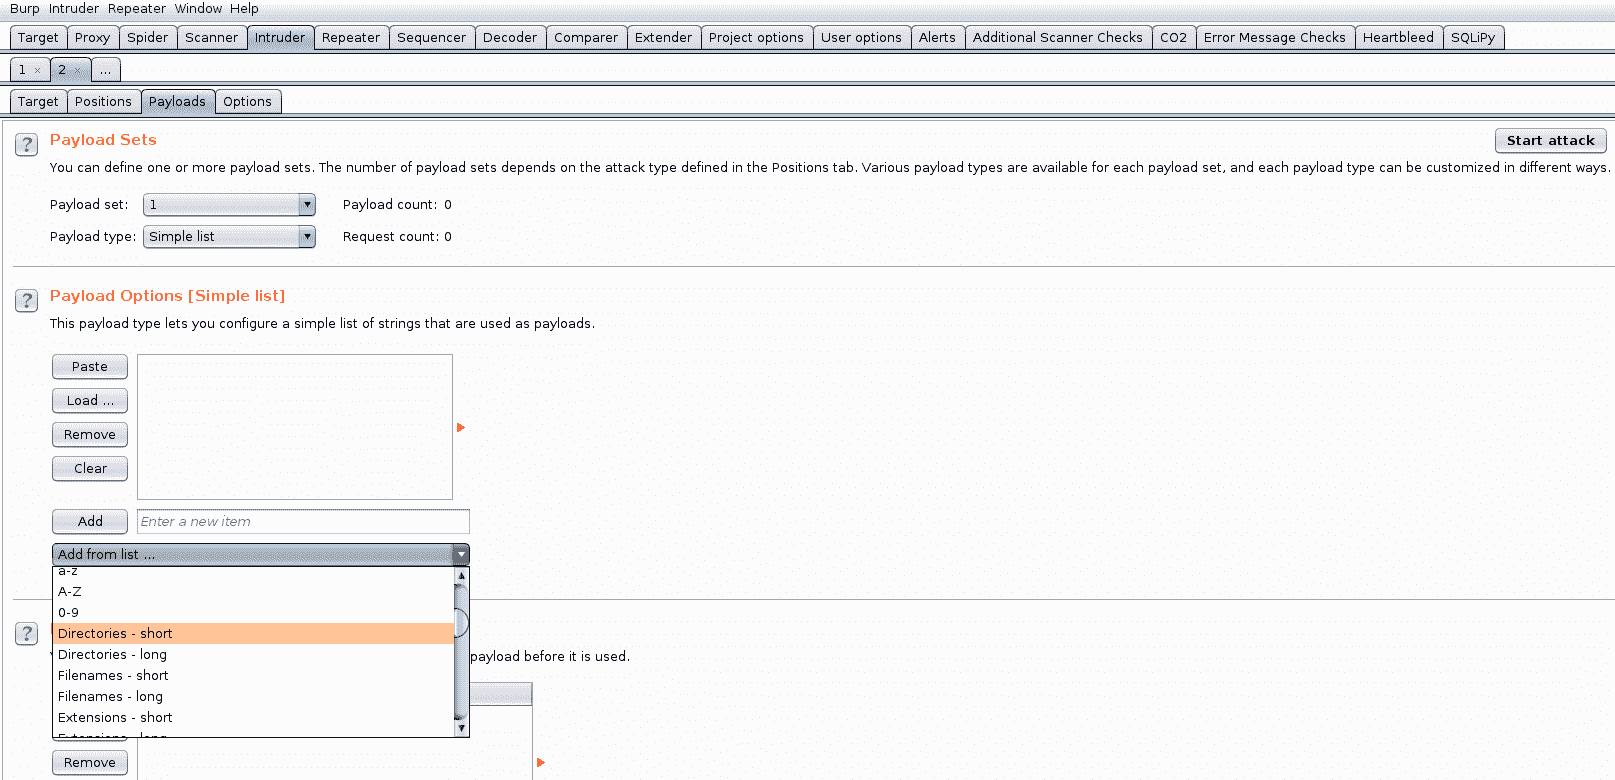 Burp Intruder Repeater Window Help
Target Proxy Spider Scanner Intruder Repeater Sequencer Decoder Comparer Extender Project options User options Alerts Additional Scanner Checks CO2 Error Message Checks Heartbleed SQLiPy
1 × 2 × ...
Target Positions Payloads Options
? Payload Sets Start attack
You can define one or more payload sets. The number of payload sets depends on the attack type defined in the Positions tab. Various payload types are available for each payload set, and each payload type can be customized in different ways.
Payload set: 1 Payload count: 0
Payload type: Simple list Request count: 0
? Payload Options [Simple list]
This payload type lets you configure a simple list of strings that are used as payloads.
Paste
Load ...
Remove
Clear
Add Enter a new item
Add from list ...
a-z
A-Z
0-9
Directories - short
?
Directories - long payload before it is used.
Filenames - short
Filenames - long
Extensions - short
Extensions - long
Remove